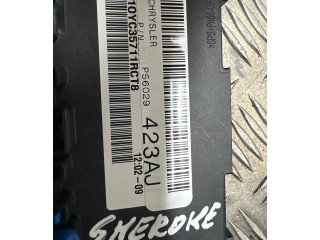 CHRYSLER
P/N
P56029
423AJ
12-02-09
10YC35711RCT8
SHEROKE